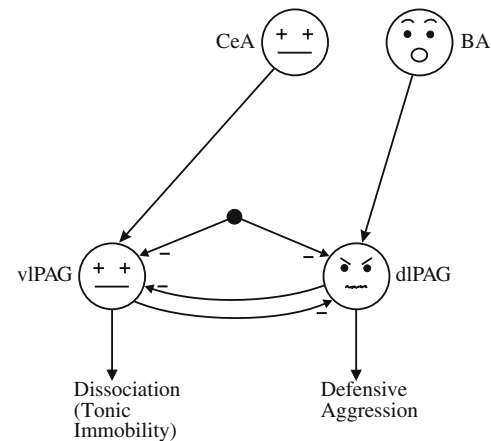 CeA
BA
vlPAG
dlPAG
–
–
–
–
Dissociation
(Tonic
Immobility)
Defensive
Aggression